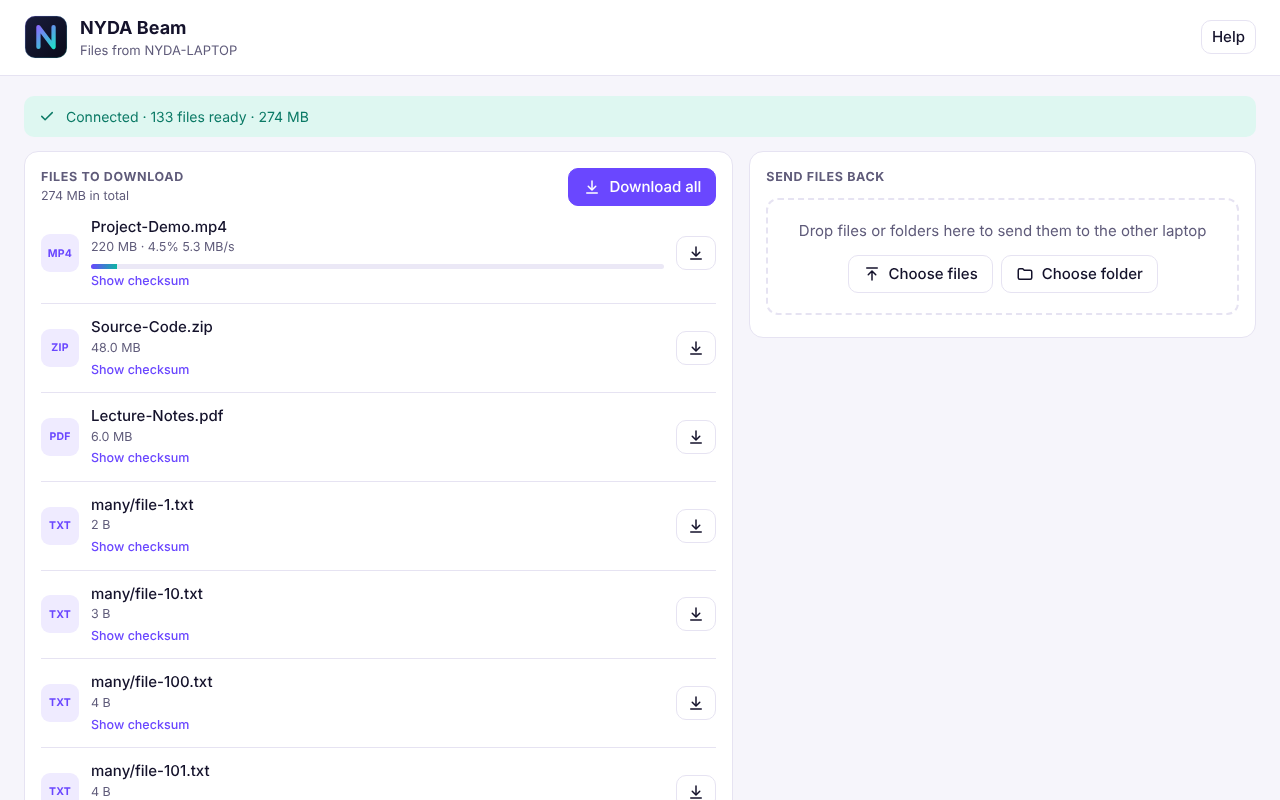 NYDA Beam
Files from NYDA-LAPTOP
Help
Connected · 133 files ready · 274 MB
FILES TO DOWNLOAD
274 MB in total
Download all
MP4
Project-Demo.mp4
220 MB · 4.5% 5.3 MB/s
Show checksum
ZIP
Source-Code.zip
48.0 MB
Show checksum
PDF
Lecture-Notes.pdf
6.0 MB
Show checksum
TXT
many/file-1.txt
2 B
Show checksum
TXT
many/file-10.txt
3 B
Show checksum
TXT
many/file-100.txt
4 B
Show checksum
TXT
many/file-101.txt
4 B
SEND FILES BACK
Drop files or folders here to send them to the other laptop
Choose files
Choose folder